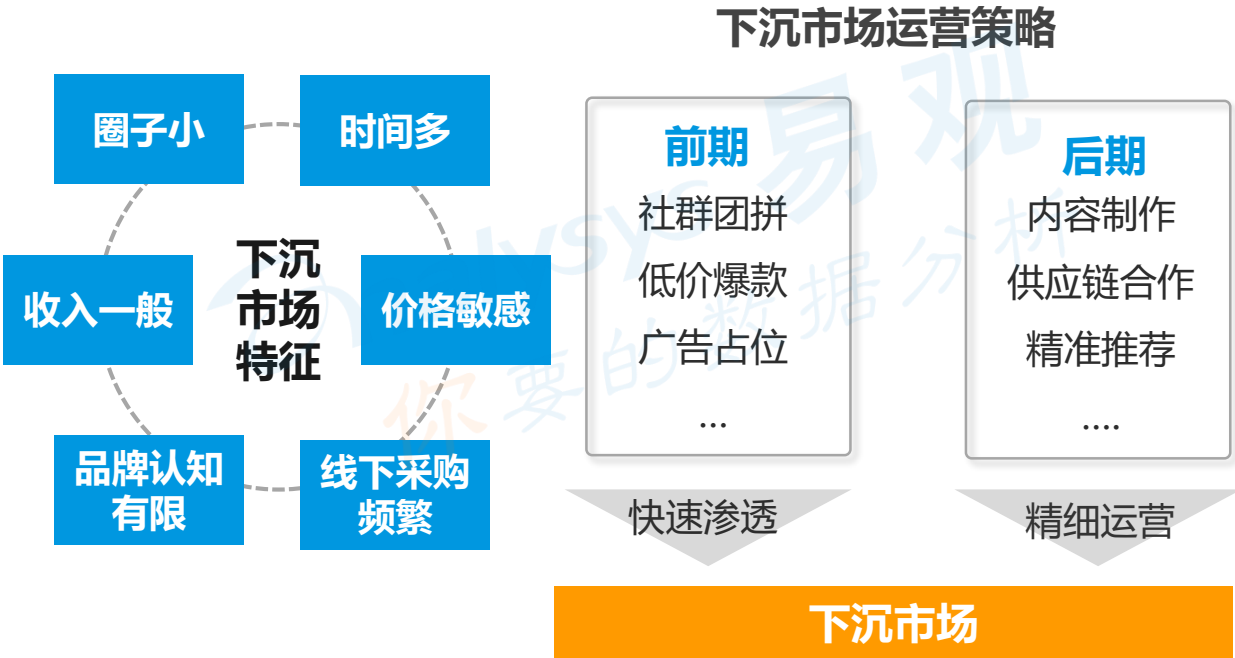 下沉市场运营策略
圈子小
时间多
收入一般
下沉
市场
特征
价格敏感
品牌认知
有限
线下采购
频繁
前期
社群团拼
低价爆款
广告占位
...
快速渗透
后期
内容制作
供应链合作
精准推荐
....
精细运营
下沉市场
易观
你要的数据分析